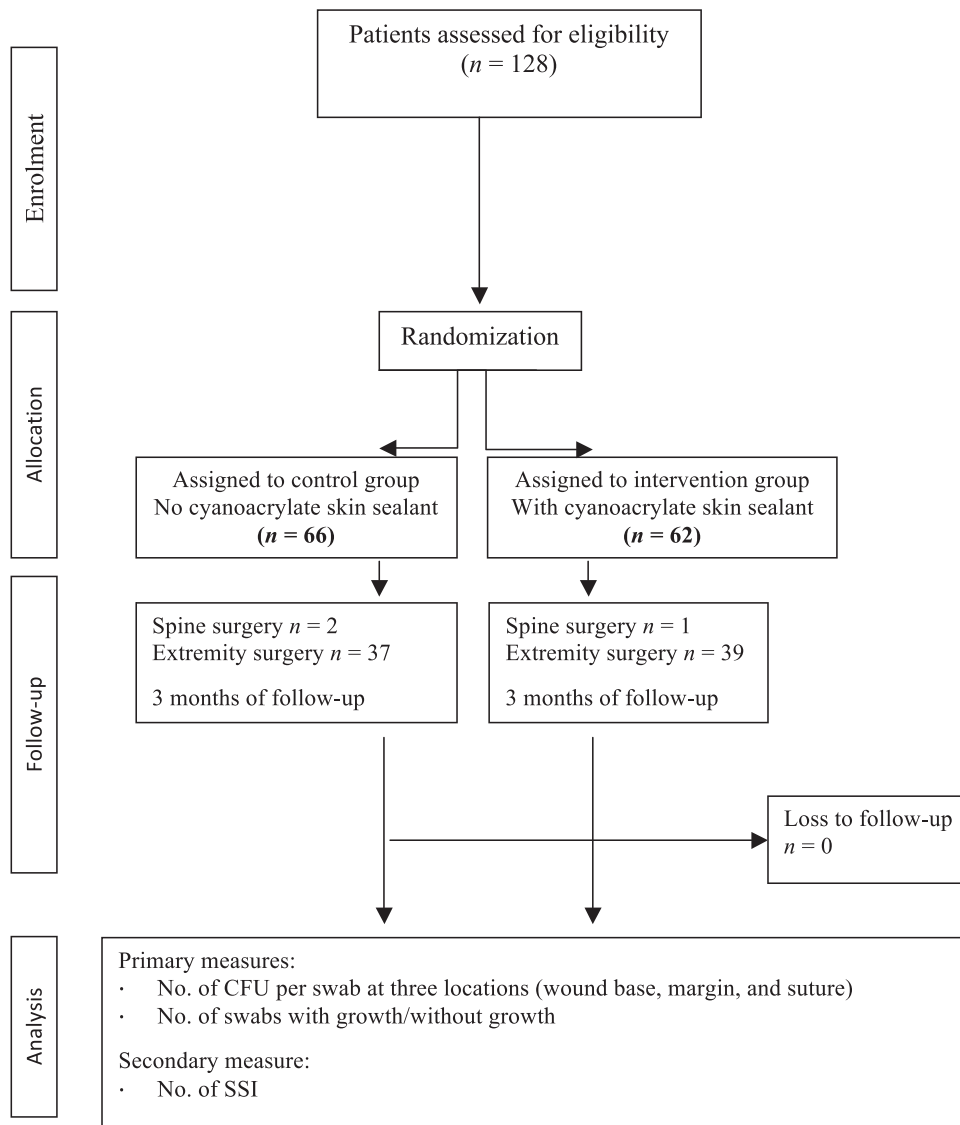 Enrolment
Patients assessed for eligibility
(n = 128)
Allocation
Randomization
Assigned to control group
No cyanoacrylate skin sealant
(n = 66)
Assigned to intervention group
With cyanoacrylate skin sealant
(n = 62)
Follow-up
Spine surgery n = 2
Extremity surgery n = 37
3 months of follow-up
Spine surgery n = 1
Extremity surgery n = 39
3 months of follow-up
Loss to follow-up
n = 0
Analysis
Primary measures:
· No. of CFU per swab at three locations (wound base, margin, and suture)
· No. of swabs with growth/without growth
Secondary measure:
· No. of SSI